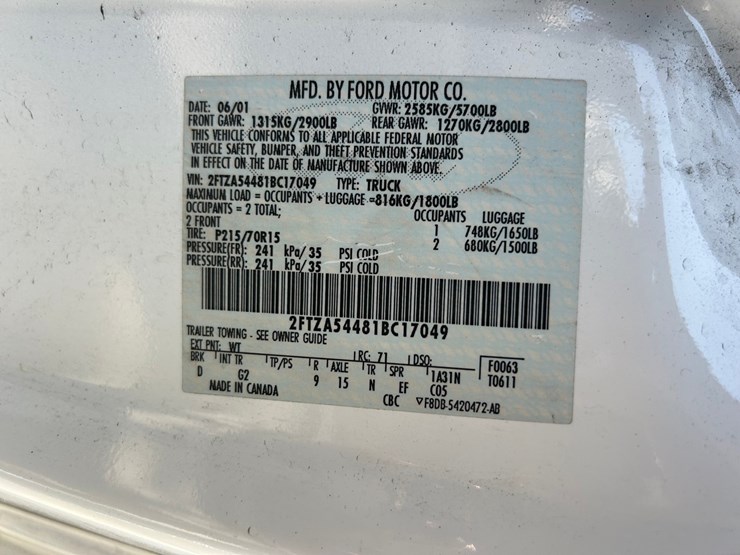 MFD. BY FORD MOTOR CO.
DATE: 06/01 GVWR: 2585KG/5700LB
FRONT GAWR: 1315KG/2900LB REAR GAWR: 1270KG/2800LB
THIS VEHICLE CONFORMS TO ALL APPLICABLE FEDERAL MOTOR
VEHICLE SAFETY, BUMPER, AND THEFT PREVENTION STANDARDS
IN EFFECT ON THE DATE OF MANUFACTURE SHOWN ABOVE.
VIN: 2FTZA54481BC17049 TYPE: TRUCK
MAXIMUM LOAD = OCCUPANTS + LUGGAGE =816KG/1800LB
OCCUPANTS = 2 TOTAL; OCCUPANTS LUGGAGE
2 FRONT 1 748KG/1650LB
TIRE: P215/70R15 2 680KG/1500LB
PRESSURE(FR): 241 kPa/35 PSI COLD
PRESSURE(RR): 241 kPa/35 PSI COLD
2FTZA54481BC17049
TRAILER TOWING - SEE OWNER GUIDE
EXT PNT: WT RC: 71 DSO: F0063
BRK INT TR TP/PS R AXLE TR SPR 1A31N T0611
D G2 9 15 N EF C05
MADE IN CANADA CBC ▽F8DB-5420472-AB